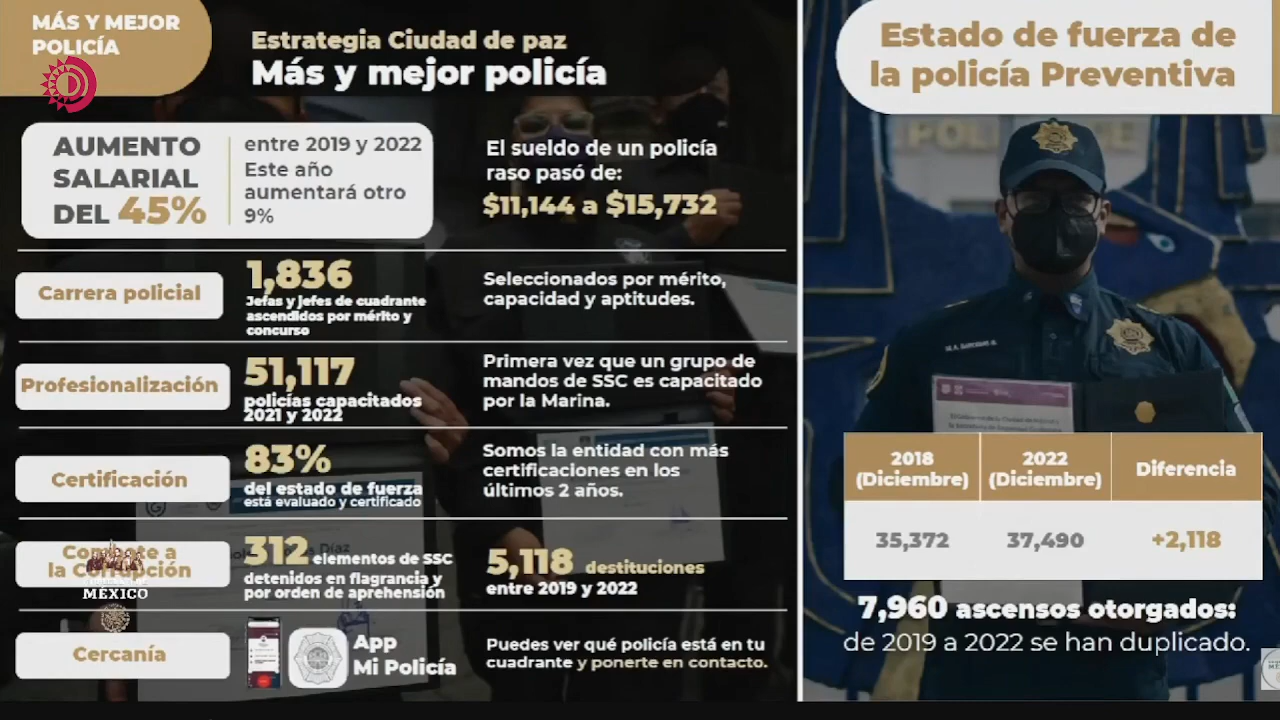 MÁS Y MEJOR
POLICÍA
Estrategia Ciudad de paz
Más y mejor policía
AUMENTO
SALARIAL
DEL 45%
entre 2019 y 2022
Este año
aumentará otro
9%
El sueldo de un policía
raso pasó de:
$11,144 a $15,732
Carrera policial
1,836
Jefas y jefes de cuadrante
ascendidos por mérito y
concurso
Seleccionados por mérito,
capacidad y aptitudes.
Profesionalización
51,117
policías capacitados
2021 y 2022
Primera vez que un grupo de
mandos de SSC es capacitado
por la Marina.
Certificación
83%
del estado de fuerza
está evaluado y certificado
Somos la entidad con más
certificaciones en los
últimos 2 años.
Combate a
la Corrupción
MÉXICO
312 elementos de SSC
detenidos en flagrancia y
por orden de aprehensión
5,118 destituciones
entre 2019 y 2022
Cercanía
App
Mi Policía
Puedes ver qué policía está en tu
cuadrante y ponerte en contacto.
Estado de fuerza de
la policía Preventiva
2018
(Diciembre)
2022
(Diciembre)
Diferencia
35,372
37,490
+2,118
7,960 ascensos otorgados:
de 2019 a 2022 se han duplicado.